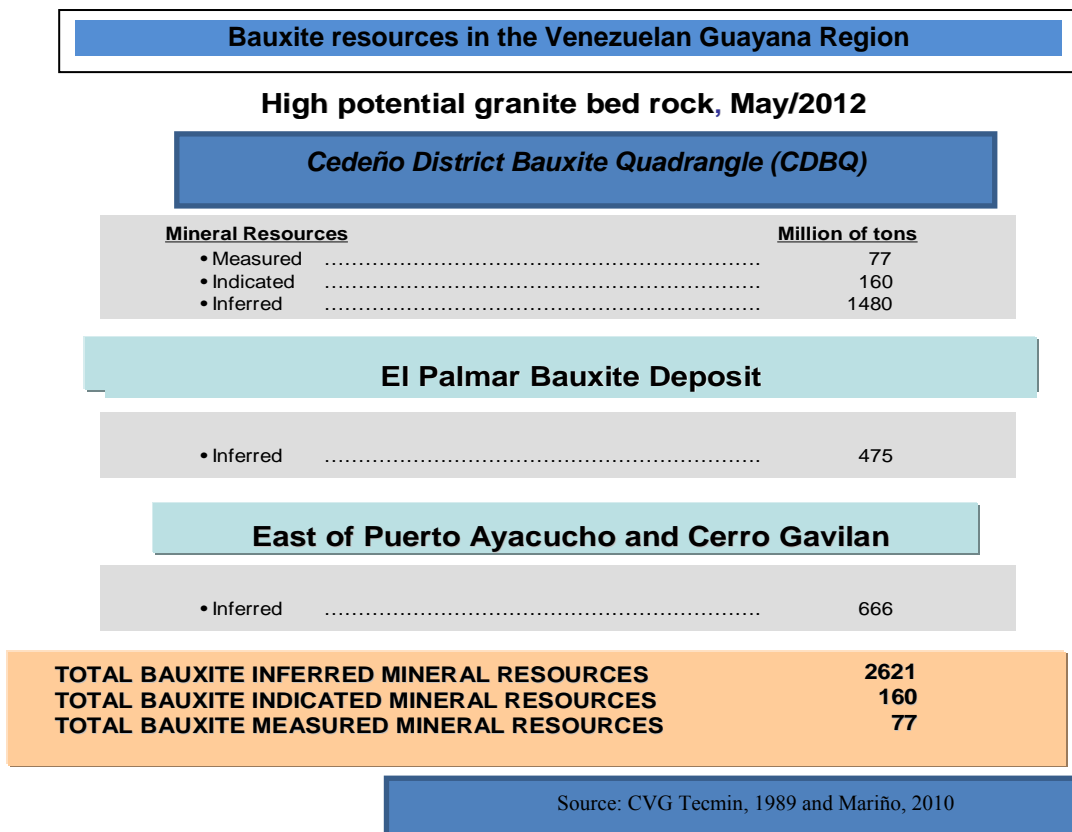 Bauxite resources in the Venezuelan Guayana Region
High potential granite bed rock, May/2012
Cedeño District Bauxite Quadrangle (CDBQ)
Mineral Resources Million of tons
• Measured ................................................................ 77
• Indicated ................................................................ 160
• Inferred ................................................................ 1480
El Palmar Bauxite Deposit
• Inferred ................................................................ 475
East of Puerto Ayacucho and Cerro Gavilan
• Inferred ................................................................ 666
TOTAL BAUXITE INFERRED MINERAL RESOURCES 2621
TOTAL BAUXITE INDICATED MINERAL RESOURCES 160
TOTAL BAUXITE MEASURED MINERAL RESOURCES 77
Source: CVG Tecmin, 1989 and Mariño, 2010